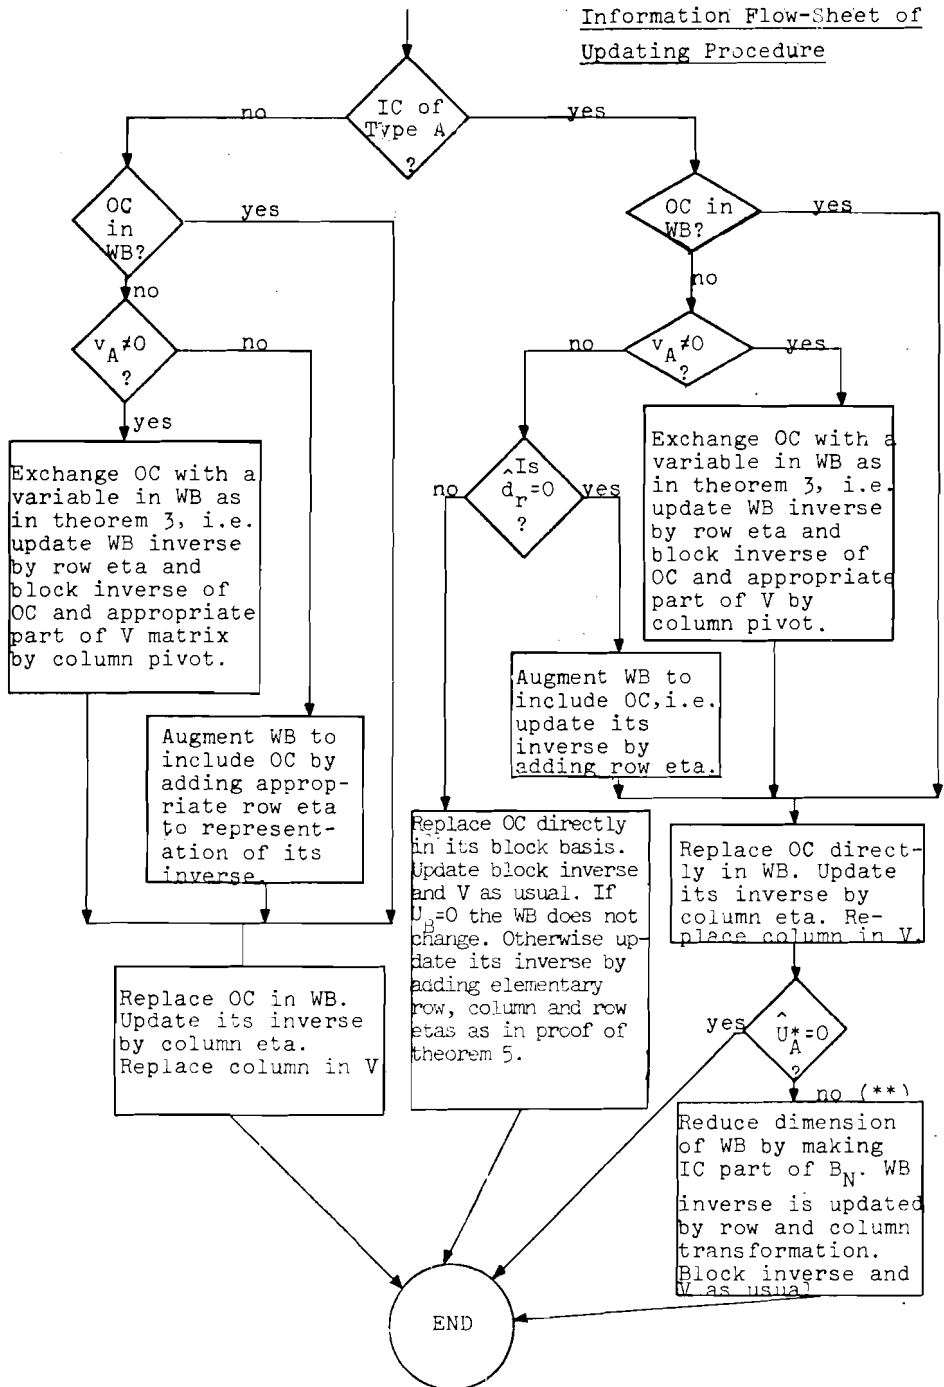 Information Flow-Sheet of
Updating Procedure
IC of
Type A
?
no
yes
OC
in
WB?
yes
no
OC in
WB?
yes
no
v_A≠0
?
no
yes
v_A≠0
?
no
yes
Exchange OC with a
variable in WB as
in theorem 3, i.e.
update WB inverse
by row eta and
block inverse of
OC and appropriate
part of V matrix
by column pivot.
Is
d̂_r=0
?
no
yes
Exchange OC with a
variable in WB as
in theorem 3, i.e.
update WB inverse
by row eta and
block inverse of
OC and appropriate
part of V by
column pivot.
Augment WB to
include OC by
adding approp-
riate row eta
to represent-
ation of its
inverse.
Augment WB to
include OC,i.e.
update its
inverse by
adding row eta.
Replace OC directly
in its block basis.
Update block inverse
and V as usual. If
U_B=0 the WB does not
change. Otherwise up-
date its inverse by
adding elementary
row, column and row
etas as in proof of
theorem 5.
Replace OC direct-
ly in WB. Update
its inverse by
column eta. Re-
place column in V.
Replace OC in WB.
Update its inverse
by column eta.
Replace column in V
yes
Û*_A=0
?
no (**)
Reduce dimension
of WB by making
IC part of B_N. WB
inverse is updated
by row and column
transformation.
Block inverse and
V as usual
END